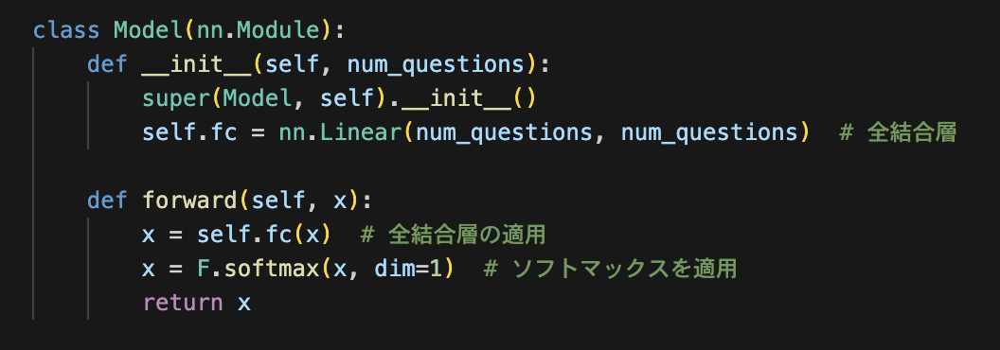 class Model(nn.Module):
    def __init__(self, num_questions):
        super(Model, self).__init__()
        self.fc = nn.Linear(num_questions, num_questions)  # 全結合層
    def forward(self, x):
        x = self.fc(x)  # 全結合層の適用
        x = F.softmax(x, dim=1)  # ソフトマックスを適用
        return x